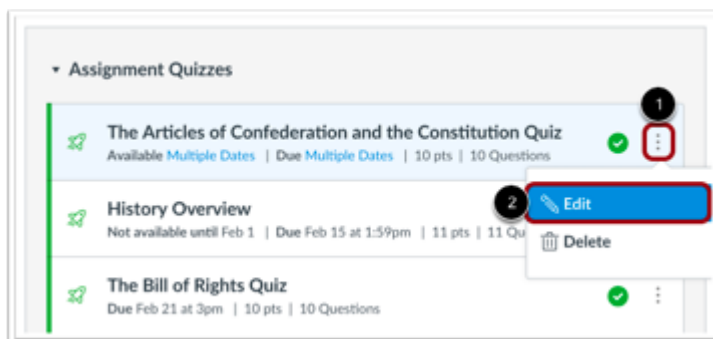 Assignment Quizzes
1
The Articles of Confederation and the Constitution Quiz
Available Multiple Dates | Due Multiple Dates | 10 pts | 10 Questions
2
Edit
History Overview
Not available until Feb 1 | Due Feb 15 at 1:59pm | 11 pts | 11 Qu
Delete
The Bill of Rights Quiz
Due Feb 21 at 3pm | 10 pts | 10 Questions